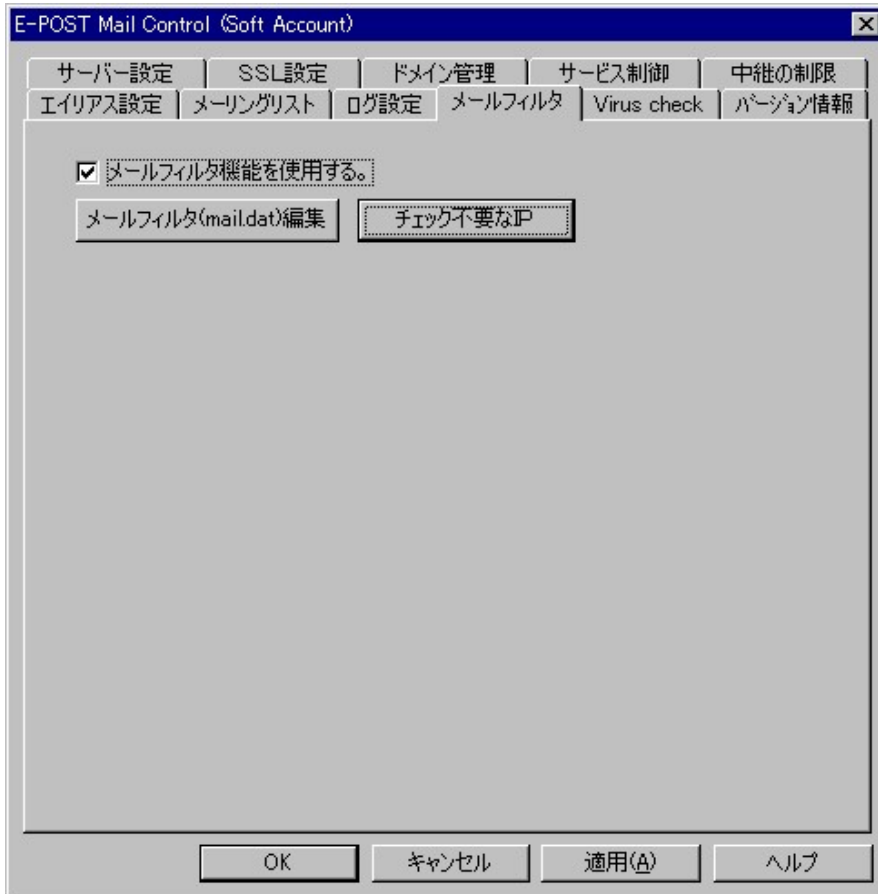 E-POST Mail Control (Soft Account)
サーバー設定 SSL設定 ドメイン管理 サービス制御 中継の制限
エイリアス設定 メーリングリスト ログ設定 メールフィルタ Virus check バージョン情報
メールフィルタ機能を使用する。
メールフィルタ(mail.dat)編集 チェック不要なIP
OK キャンセル 適用(A) ヘルプ